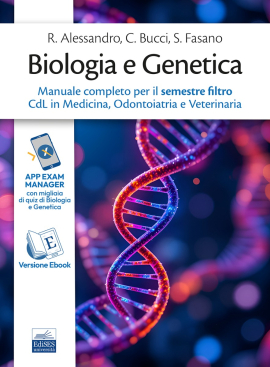 R. Alessandro, C. Bucci, S. Fasano
Biologia e Genetica
Manuale completo per il semestre filtro
CdL in Medicina, Odontoiatria e Veterinaria
APP EXAM
MANAGER
con migliaia
di quiz di Biologia
e Genetica
E
Versione Ebook
EdiSES
università